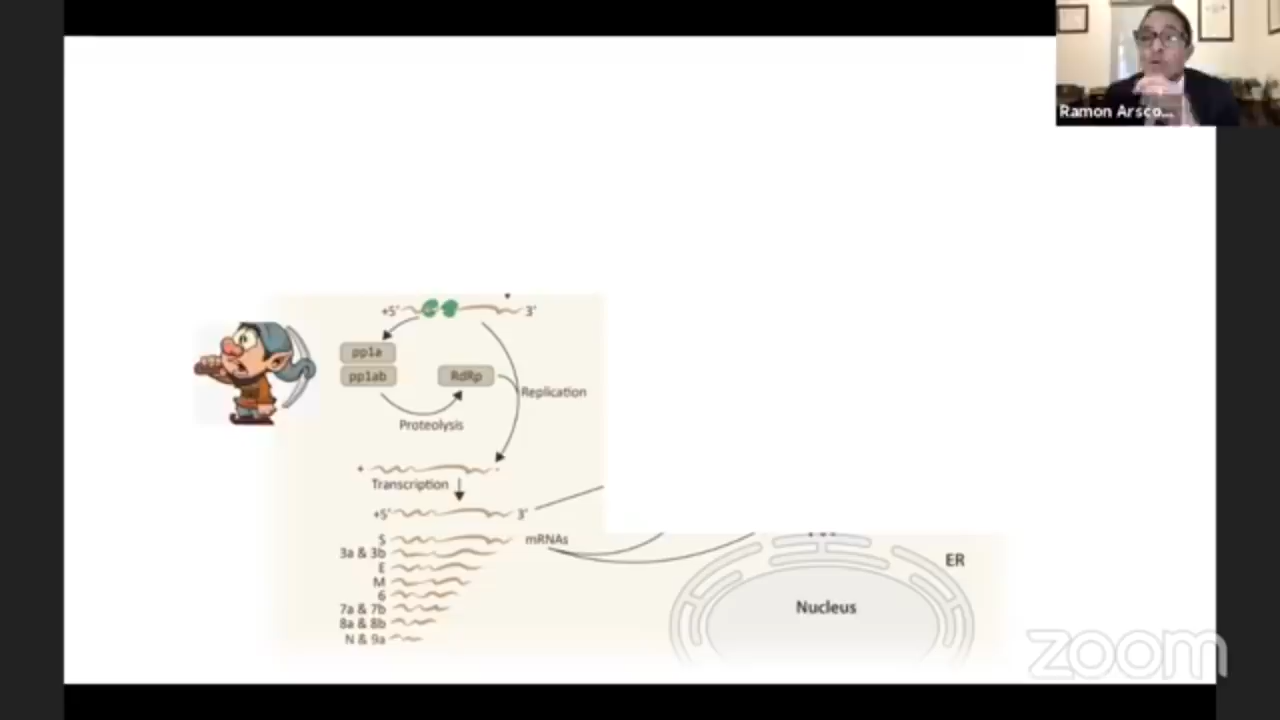 Ramon Arsco...
+5' 3'
pp1a
pp1ab RdRp
Replication
Proteolysis
+
Transcription
+5' 3'
S mRNAs
3a & 3b
E
M
6
7a & 7b
8a & 8b
N & 9a
ER
Nucleus
zoom